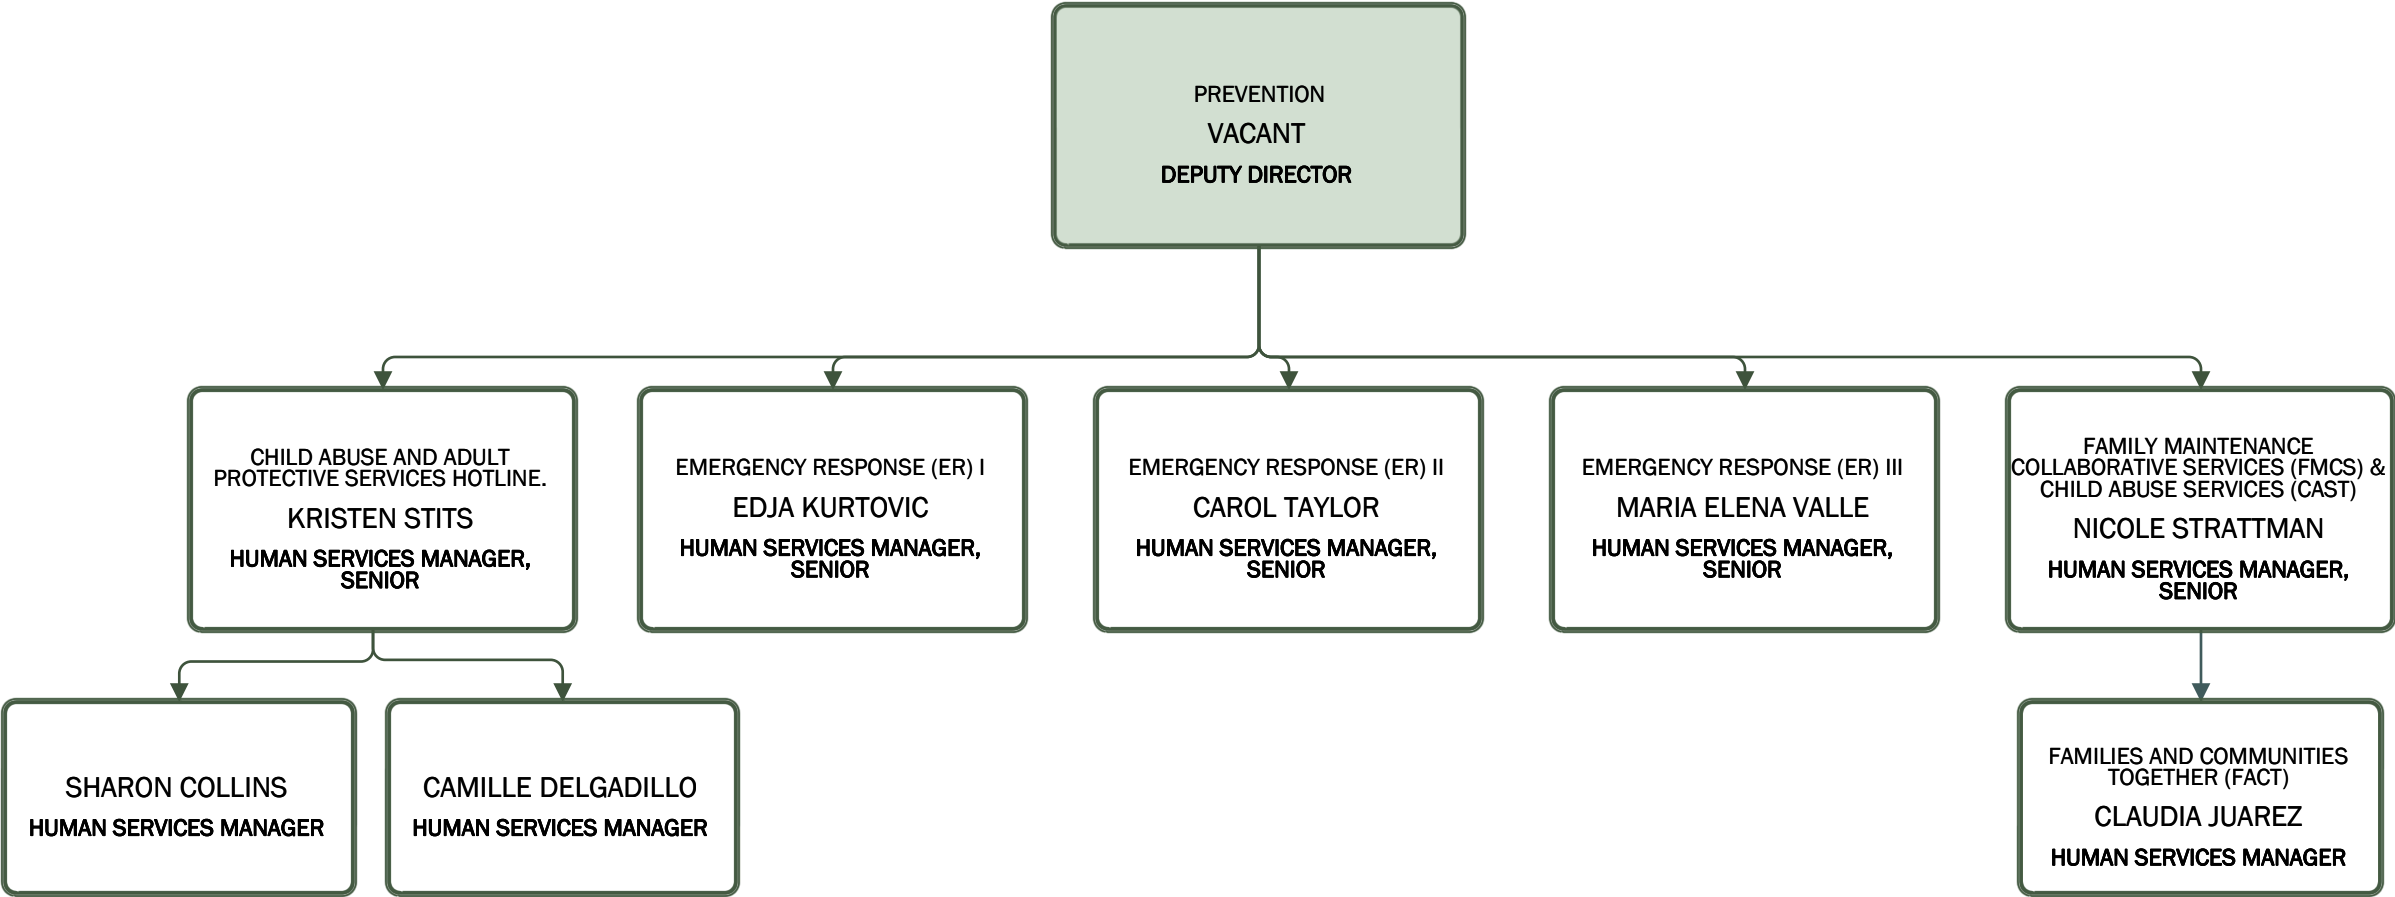 PREVENTION
VACANT
DEPUTY DIRECTOR
CHILD ABUSE AND ADULT
PROTECTIVE SERVICES HOTLINE.
KRISTEN STITS
HUMAN SERVICES MANAGER,
SENIOR
EMERGENCY RESPONSE (ER) I
EDJA KURTOVIC
HUMAN SERVICES MANAGER,
SENIOR
EMERGENCY RESPONSE (ER) II
CAROL TAYLOR
HUMAN SERVICES MANAGER,
SENIOR
EMERGENCY RESPONSE (ER) III
MARIA ELENA VALLE
HUMAN SERVICES MANAGER,
SENIOR
FAMILY MAINTENANCE
COLLABORATIVE SERVICES (FMCS) &
CHILD ABUSE SERVICES (CAST)
NICOLE STRATTMAN
HUMAN SERVICES MANAGER,
SENIOR
SHARON COLLINS
HUMAN SERVICES MANAGER
CAMILLE DELGADILLO
HUMAN SERVICES MANAGER
FAMILIES AND COMMUNITIES
TOGETHER (FACT)
CLAUDIA JUAREZ
HUMAN SERVICES MANAGER